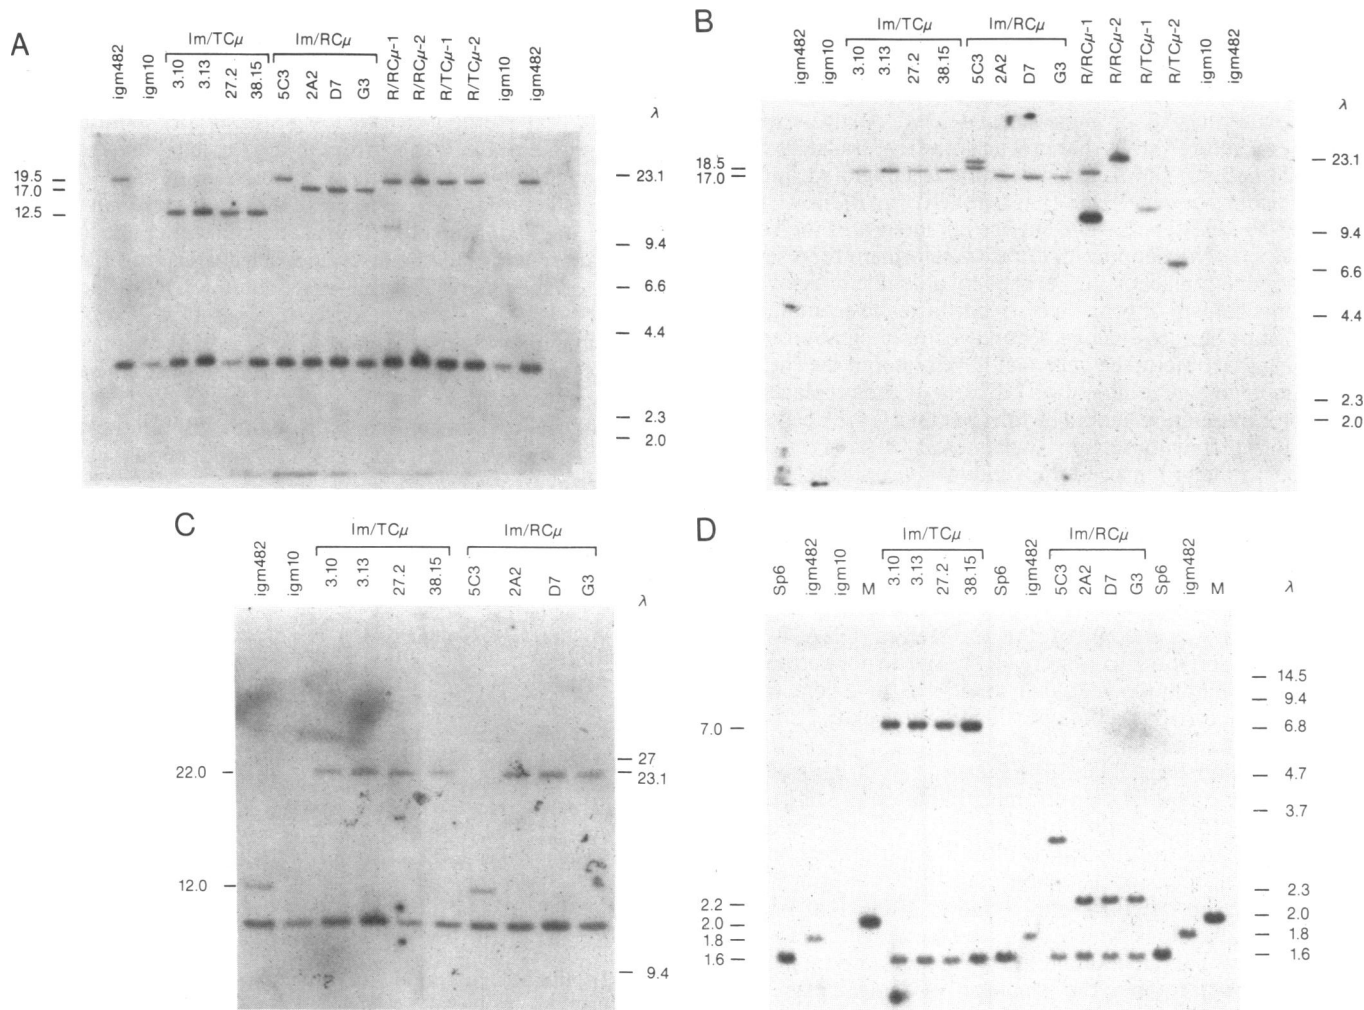 A
Im/TCμ
Im/RCμ
igm482
igm10
3.10
3.13
27.2
38.15
5C3
2A2
D7
G3
R/RCμ-1
R/RCμ-2
R/TCμ-1
R/TCμ-2
igm10
igm482
λ
19.5
17.0
12.5
23.1
9.4
6.6
4.4
2.3
2.0
B
Im/TCμ
Im/RCμ
igm482
igm10
3.10
3.13
27.2
38.15
5C3
2A2
D7
G3
R/RCμ-1
R/RCμ-2
R/TCμ-1
R/TCμ-2
igm10
igm482
λ
18.5
17.0
23.1
9.4
6.6
4.4
2.3
2.0
C
Im/TCμ
Im/RCμ
igm482
igm10
3.10
3.13
27.2
38.15
5C3
2A2
D7
G3
λ
22.0
12.0
27
23.1
9.4
D
Im/TCμ
Im/RCμ
Sp6
igm482
igm10
M
3.10
3.13
27.2
38.15
Sp6
igm482
5C3
2A2
D7
G3
Sp6
igm482
M
λ
7.0
2.2
2.0
1.8
1.6
14.5
9.4
6.8
4.7
3.7
2.3
2.0
1.8
1.6